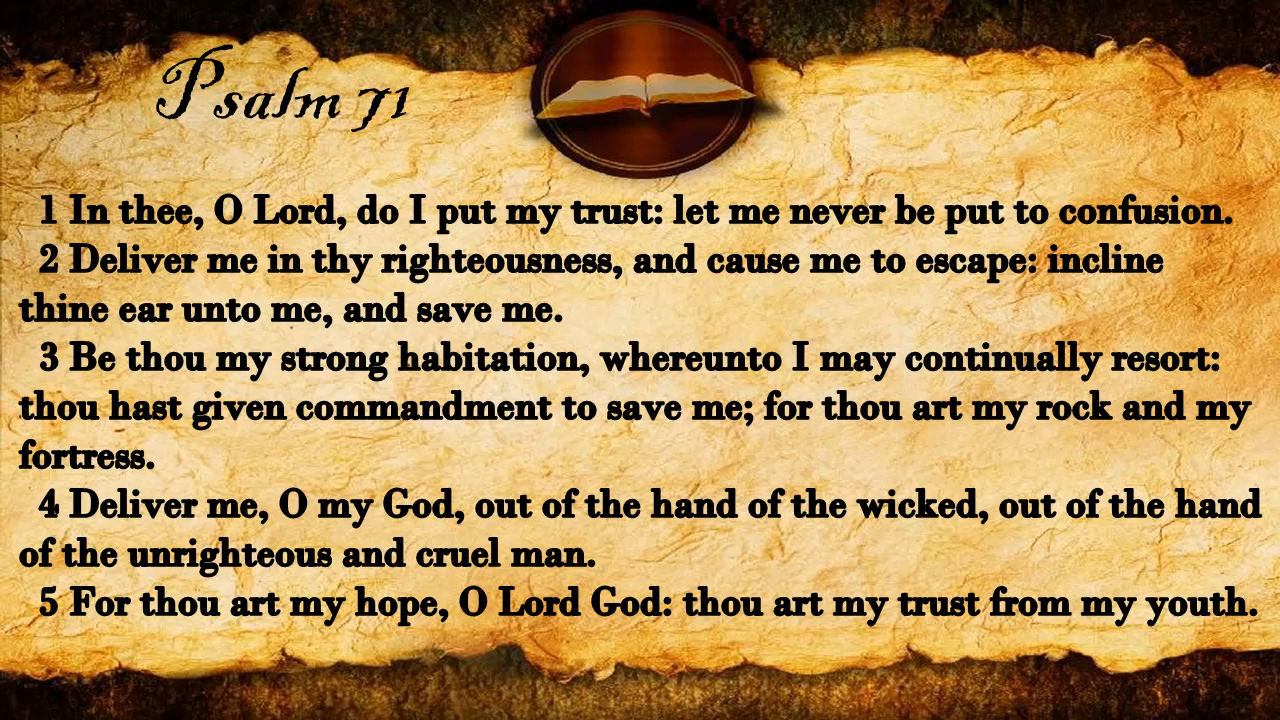 Psalm 71
1 In thee, O Lord, do I put my trust: let me never be put to confusion.
2 Deliver me in thy righteousness, and cause me to escape: incline
thine ear unto me, and save me.
3 Be thou my strong habitation, whereunto I may continually resort:
thou hast given commandment to save me; for thou art my rock and my
fortress.
4 Deliver me, O my God, out of the hand of the wicked, out of the hand
of the unrighteous and cruel man.
5 For thou art my hope, O Lord God: thou art my trust from my youth.